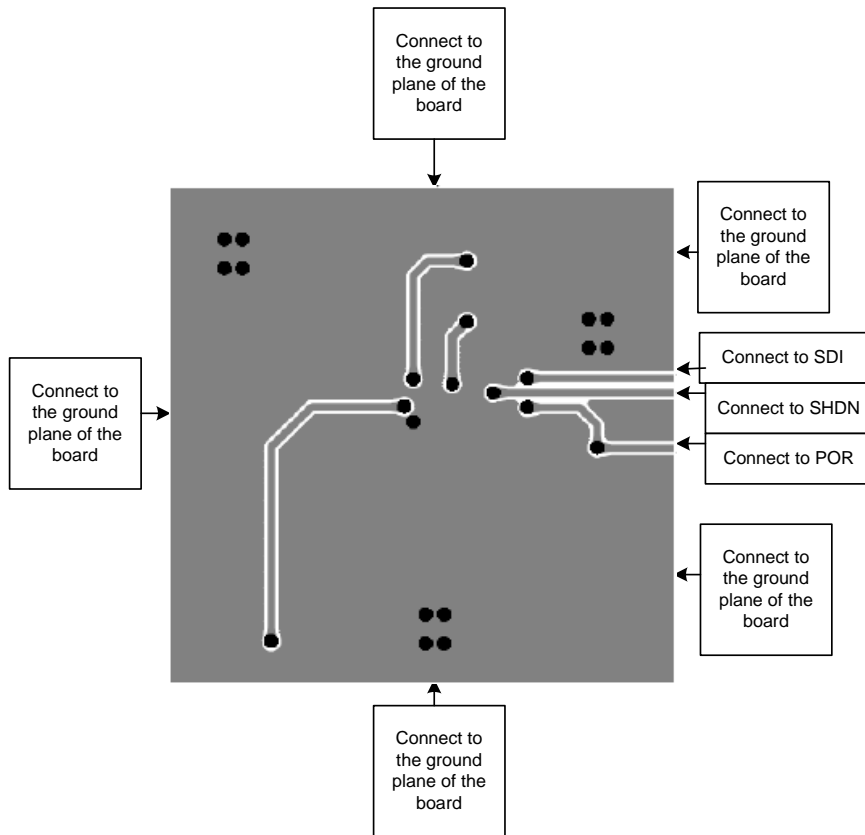 Connect to
the ground
plane of the
board
Connect to
the ground
plane of the
board
Connect to SDI
Connect to
the ground
plane of the
board
Connect to SHDN
Connect to POR
Connect to
the ground
plane of the
board
Connect to
the ground
plane of the
board